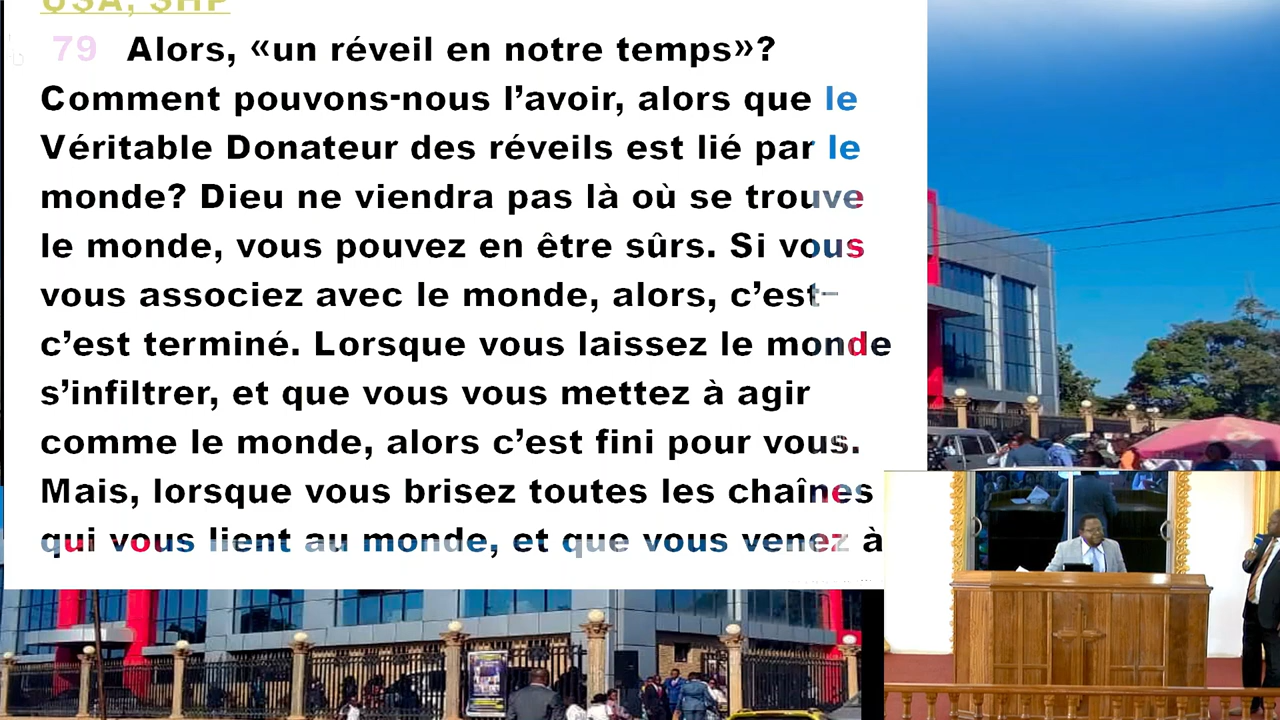 USA, SHP
79 Alors, «un réveil en notre temps»?
Comment pouvons-nous l’avoir, alors que le
Véritable Donateur des réveils est lié par le
monde? Dieu ne viendra pas là où se trouve
le monde, vous pouvez en être sûrs. Si vous
vous associez avec le monde, alors, c’est–
c’est terminé. Lorsque vous laissez le monde
s’infiltrer, et que vous vous mettez à agir
comme le monde, alors c’est fini pour vous.
Mais, lorsque vous brisez toutes les chaînes
qui vous lient au monde, et que vous venez à